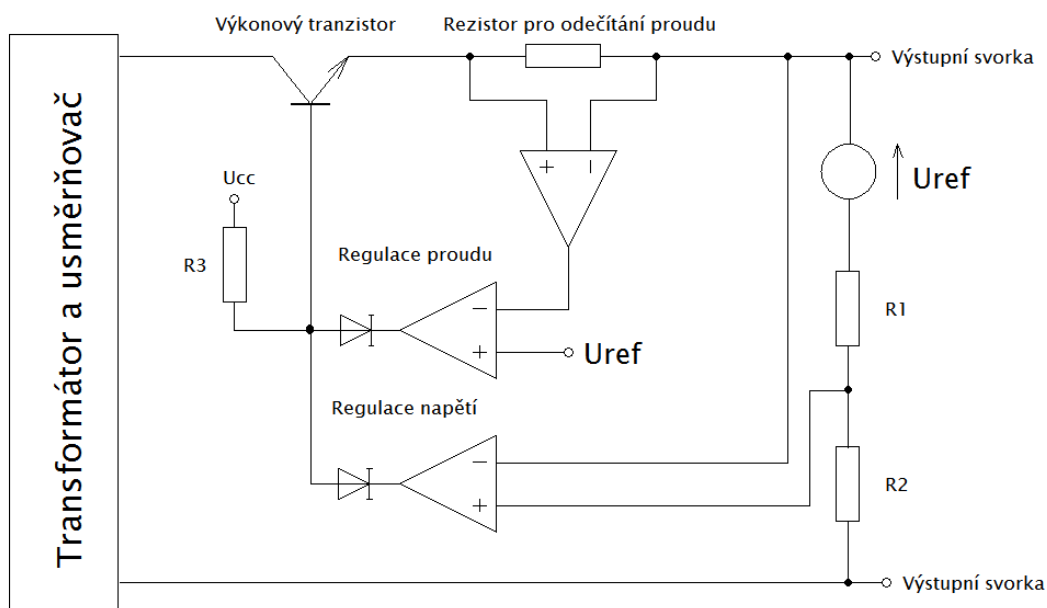 Výkonový tranzistor
Rezistor pro odečítání proudu
Výstupní svorka
Transformátor a usměrňovač
+ −
Uref
Ucc
R3
Regulace proudu
R1
−
+
Uref
Regulace napětí
−
+
R2
Výstupní svorka